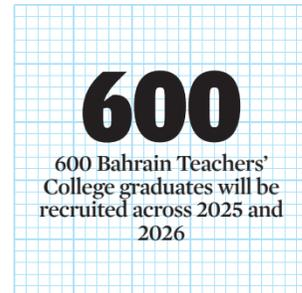 600
600 Bahrain Teachers’
College graduates will be
recruited across 2025 and
2026